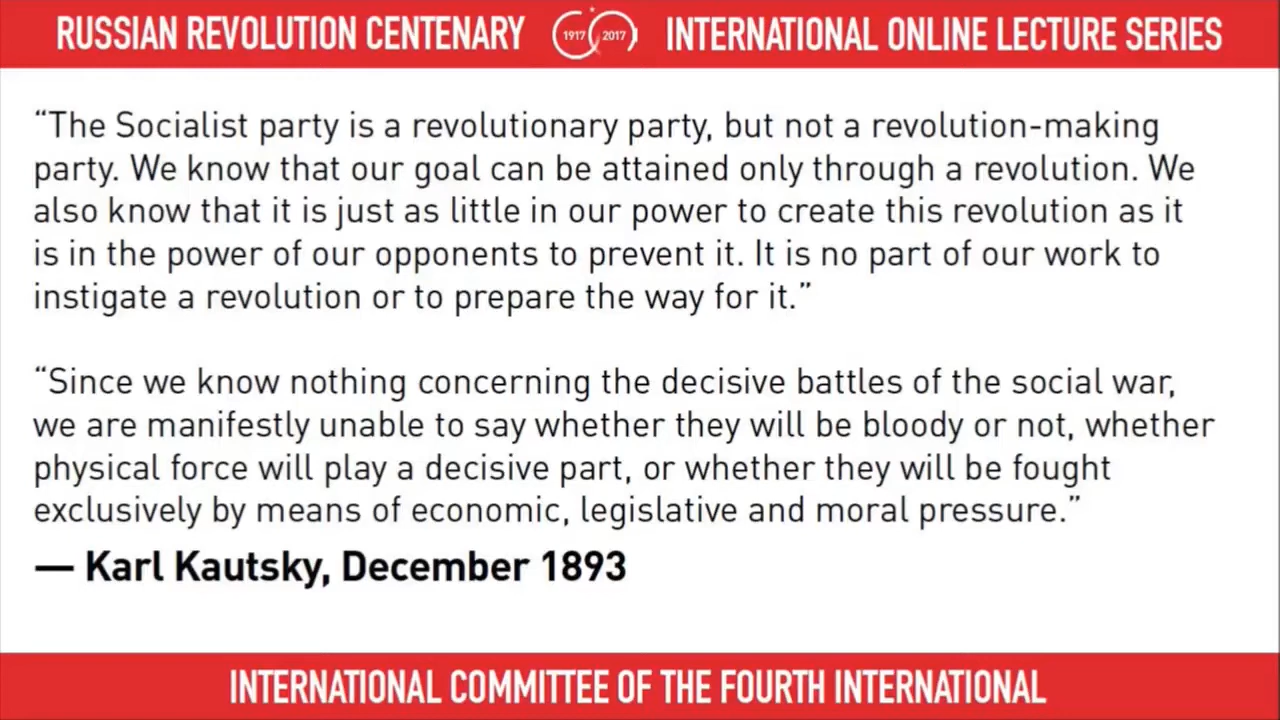 RUSSIAN REVOLUTION CENTENARY 1917 2017 INTERNATIONAL ONLINE LECTURE SERIES
“The Socialist party is a revolutionary party, but not a revolution-making
party. We know that our goal can be attained only through a revolution. We
also know that it is just as little in our power to create this revolution as it
is in the power of our opponents to prevent it. It is no part of our work to
instigate a revolution or to prepare the way for it.”
“Since we know nothing concerning the decisive battles of the social war,
we are manifestly unable to say whether they will be bloody or not, whether
physical force will play a decisive part, or whether they will be fought
exclusively by means of economic, legislative and moral pressure.”
— Karl Kautsky, December 1893
INTERNATIONAL COMMITTEE OF THE FOURTH INTERNATIONAL